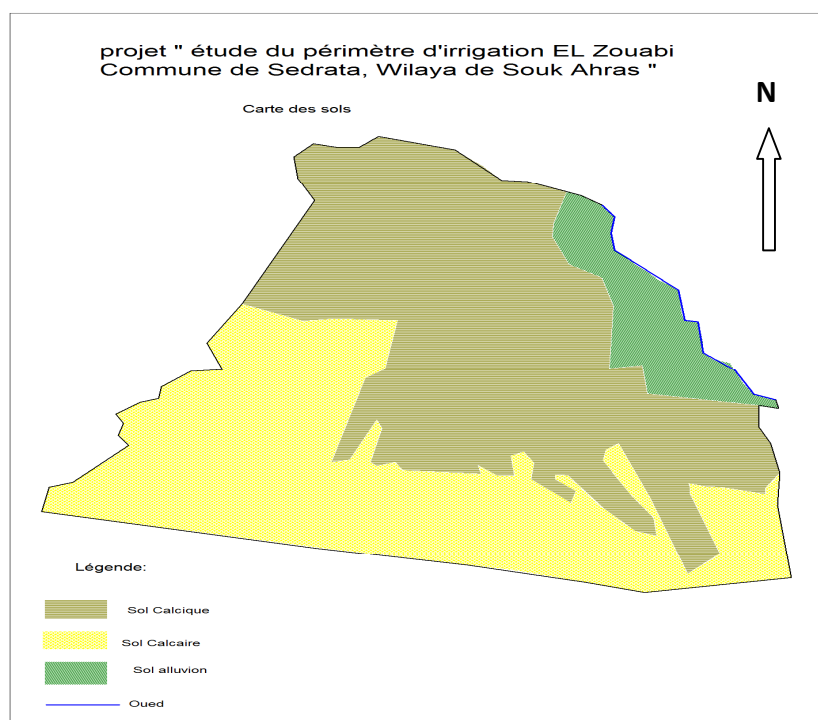 projet " étude du périmètre d'irrigation EL Zouabi
Commune de Sedrata, Wilaya de Souk Ahras "
Carte des sols
N
Légende:
Sol Calcique
Sol Calcaire
Sol alluvion
Oued